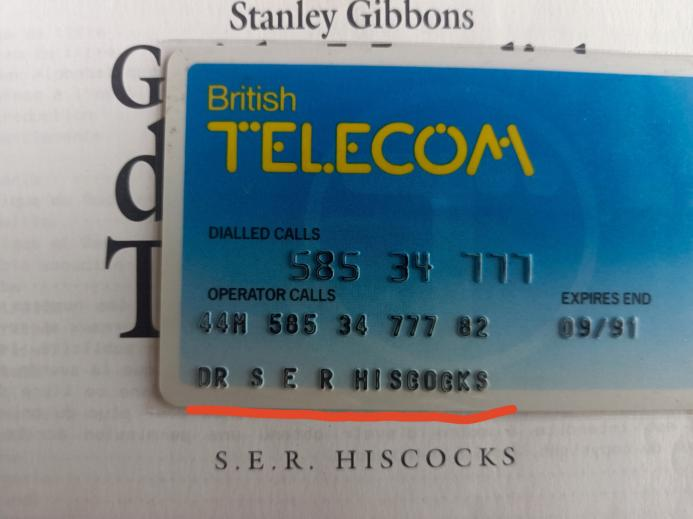 Stanley Gibbons
G
d
T
British
TELECOM
DIALLED CALLS
585 34 777
OPERATOR CALLS
EXPIRES END
44M 585 34 777 82
09/91
DR S E R HISCOCKS
S.E.R. HISCOCKS